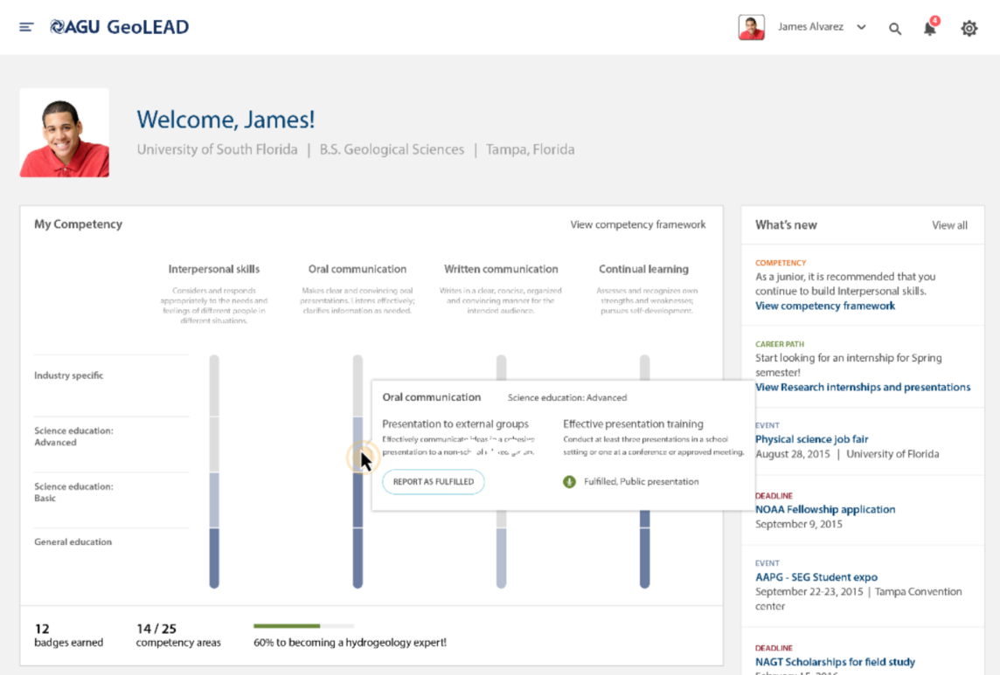 AGU GeoLEAD
James Alvarez
4
Welcome, James!
University of South Florida | B.S. Geological Sciences | Tampa, Florida
My Competency
View competency framework
Interpersonal skills
Considers and responds
appropriately to the needs and
feelings of different people in
different situations.
Oral communication
Makes clear and convincing oral
presentations. Listens effectively;
clarifies information as needed.
Written communication
Writes in a clear, concise, organized
and convincing manner for the
intended audience.
Continual learning
Assesses and recognizes own
strengths and weaknesses;
pursues self-development.
Industry specific
Science education:
Advanced
Science education:
Basic
General education
Oral communication
Science education: Advanced
Presentation to external groups
Effectively communicate ideas in a cohesive
presentation to a
REPORT AS FULFILLED
Effective presentation training
Conduct at least three presentations in a school
setting or one at a conference or approved meeting.
Fulfilled, Public presentation
12
badges earned
14 / 25
competency areas
60% to becoming a hydrogeology expert!
What's new
View all
COMPETENCY
As a junior, it is recommended that you
continue to build Interpersonal skills.
View competency framework
CAREER PATH
Start looking for an internship for Spring
semester!
View Research internships and presentations
EVENT
Physical science job fair
August 28, 2015 | University of Florida
DEADLINE
NOAA Fellowship application
September 9, 2015
EVENT
AAPG - SEG Student expo
September 22-23, 2015 | Tampa Convention
center
DEADLINE
NAGT Scholarships for field study